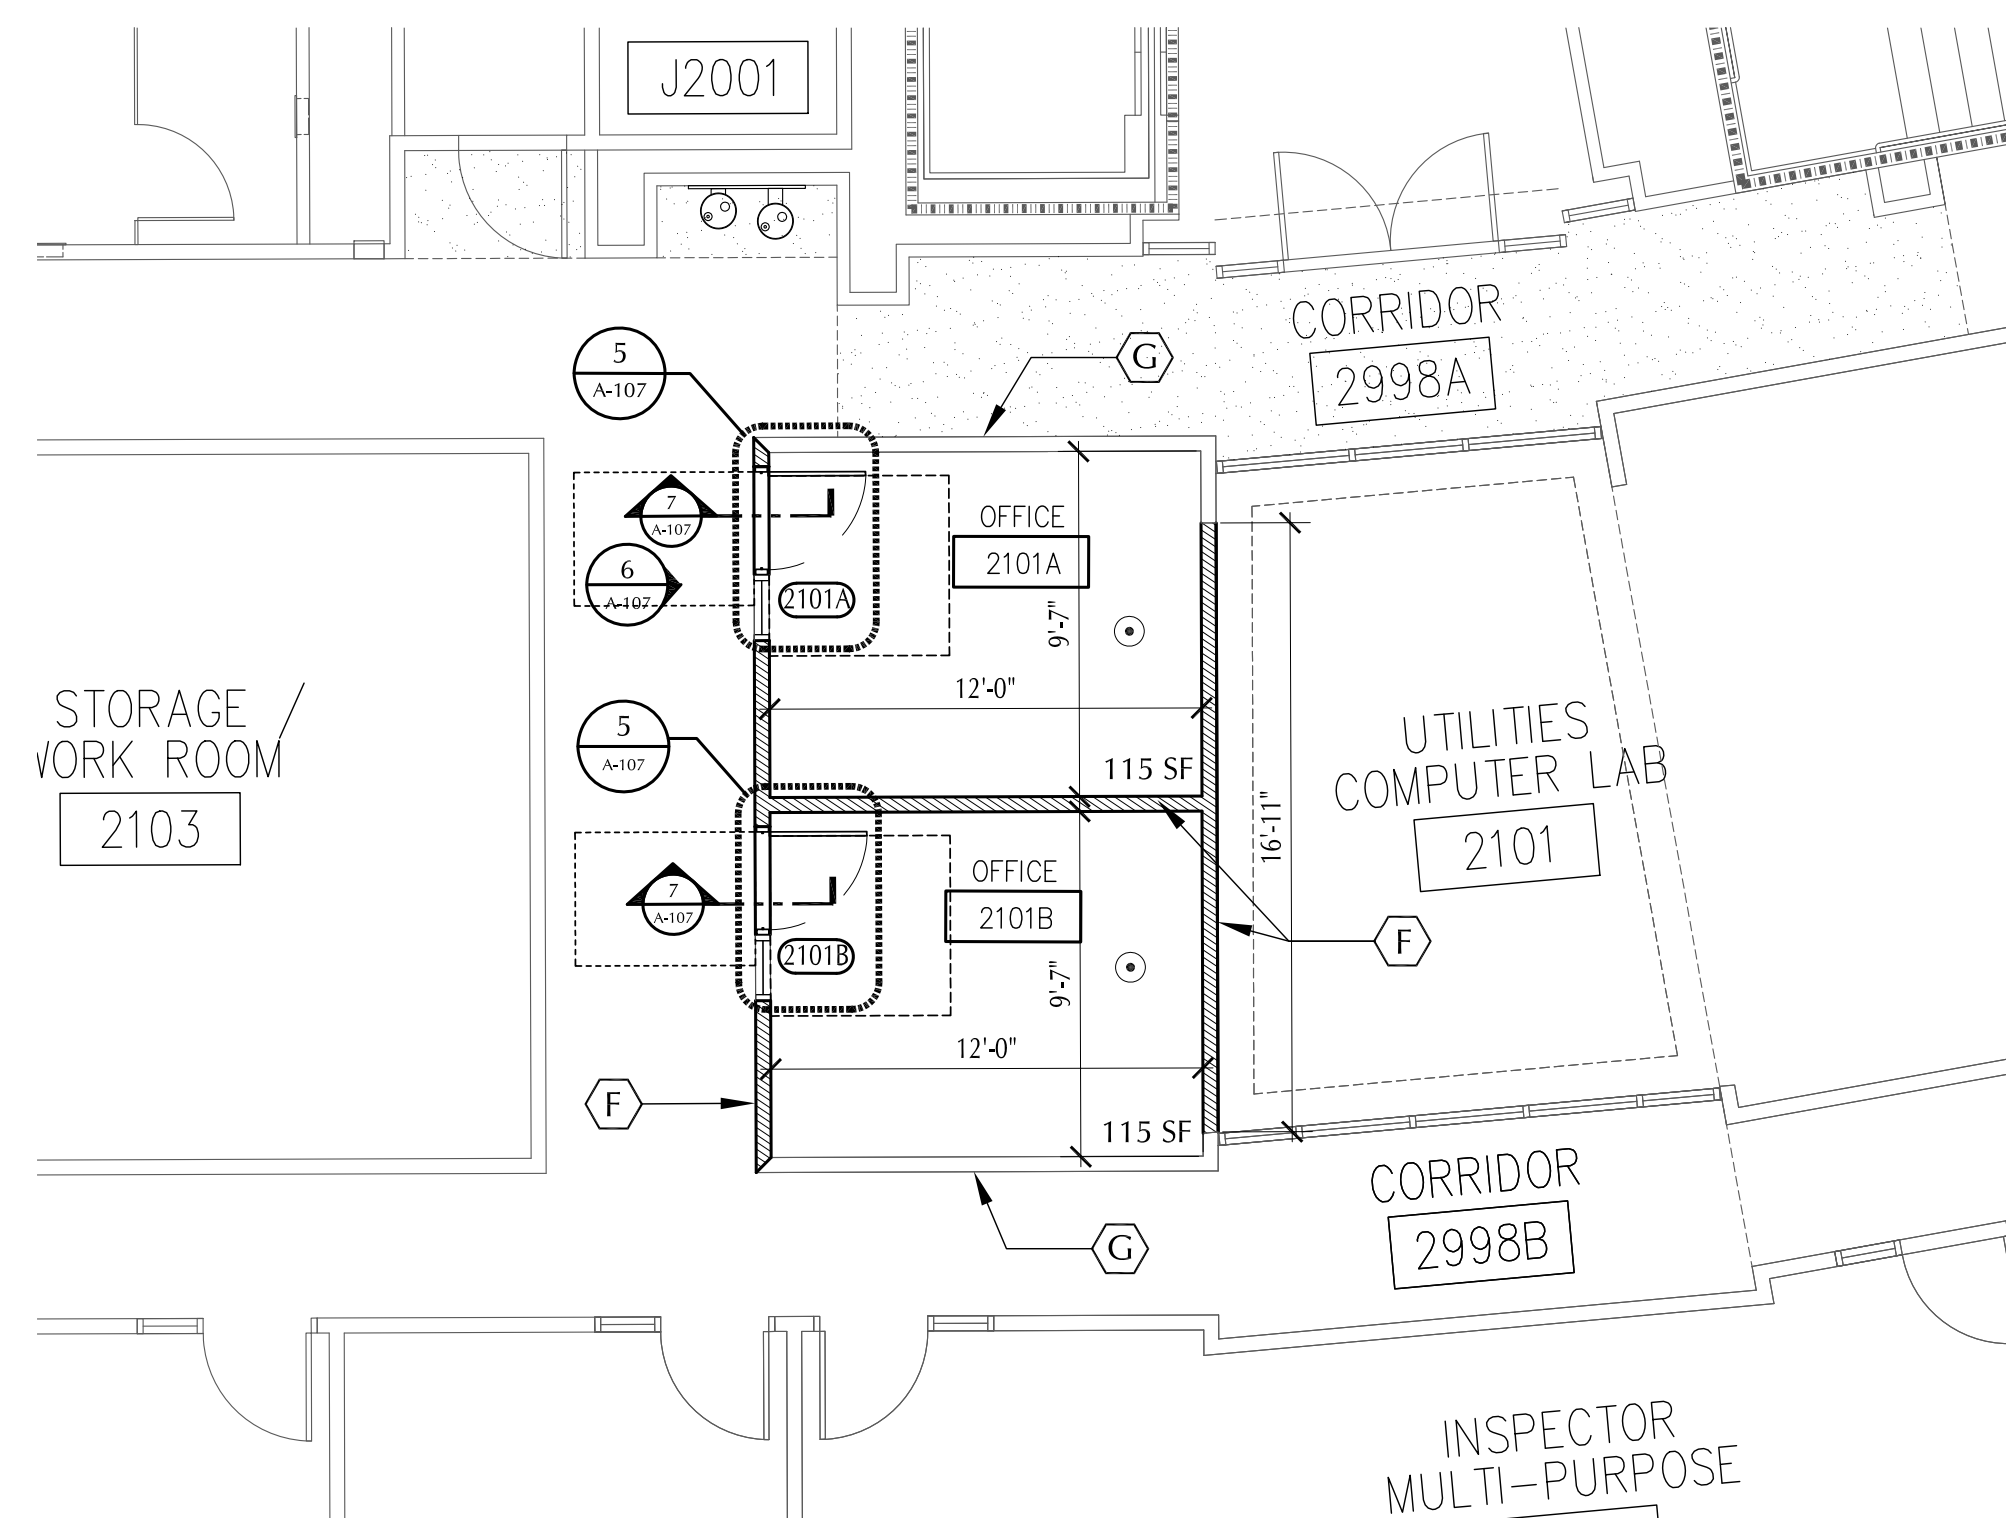 J2001
CORRIDOR
2998A
G
5
A-107
7
A-107
6
A-107
2101A
OFFICE
2101A
9'-7"
12'-0"
115 SF
STORAGE /
WORK ROOM
2103
UTILITIES
COMPUTER LAB
2101
16'-11"
5
A-107
7
A-107
2101B
OFFICE
2101B
9'-7"
12'-0"
115 SF
F
F
G
CORRIDOR
2998B
INSPECTOR
MULTI-PURPOSE